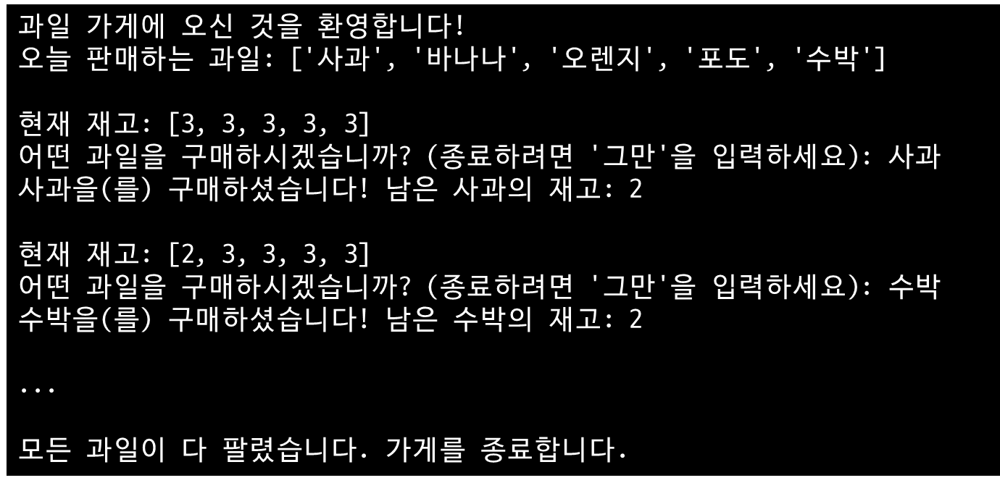 과일 가게에 오신 것을 환영합니다!
오늘 판매하는 과일: ['사과', '바나나', '오렌지', '포도', '수박']
현재 재고: [3, 3, 3, 3, 3]
어떤 과일을 구매하시겠습니까? (종료하려면 '그만'을 입력하세요): 사과
사과을(를) 구매하셨습니다! 남은 사과의 재고: 2
현재 재고: [2, 3, 3, 3, 3]
어떤 과일을 구매하시겠습니까? (종료하려면 '그만'을 입력하세요): 수박
수박을(를) 구매하셨습니다! 남은 수박의 재고: 2
...
모든 과일이 다 팔렸습니다. 가게를 종료합니다.